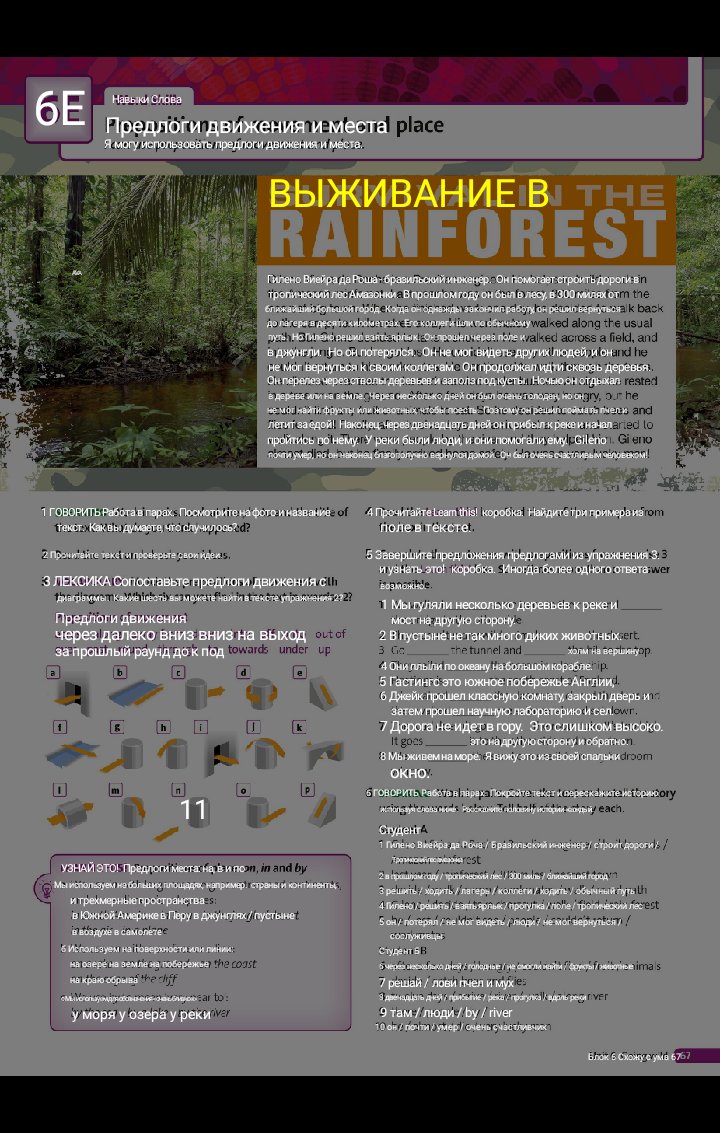 6E
Навыки Слова
Предлоги движения и места
and place
Я могу использовать предлоги движения и места.
ВЫЖИВАНИЕ В
IN THE
RAINFOREST
Гилено Виейра да Роша - бразильский инженер. Он помогает строить дороги в
тропический лес Амазонки. В прошлом году он был в лесу, в 300 милях от
ближайший большой город. Когда он однажды закончил работу, он решил вернуться
до лагеря в десяти километрах. Его коллеги шли по обычному
путь. Но Гилено решил взять ярлык. Он прошел через поле и
в джунгли. Но он потерялся. Он не мог видеть других людей, и он
не мог вернуться к своим коллегам. Он продолжал идти сквозь деревья.
Он перелез через стволы деревьев и заполз под кусты. Ночью он отдыхал
в дереве или на земле. Через несколько дней он был очень голоден, но он
не мог найти фрукты или животных, чтобы поесть. Поэтому он решил поймать пчел и
летит за едой! Наконец, через двенадцать дней он прибыл к реке и начал
пройтись по нему. У реки были люди, и они помогали ему. Gileno
почти умер, но он наконец благополучно вернулся домой. Он был очень счастливым человеком!
1 ГОВОРИТЬ Работа в парах. Посмотрите на фото и название
текст. Как вы думаете, что случилось?
2 Прочитайте текст и проверьте свои идеи.
3 ЛЕКСИКА Сопоставьте предлоги движения с
диаграммы. Какие шесть вы можете найти в тексте упражнения 2?
Предлоги движения
через далеко вниз вниз на выход
out of
за прошлый раунд до к под
towards under up
a b c d e
f g h i j k
l m n o p
11
УЗНАЙ ЭТО! Предлоги места на, в и по
Мы используем на больших площадях, например, страны и континенты,
и трехмерные пространства
в Южной Америке в Перу в джунглях / пустыне
в воздухе в самолете
б Используем на поверхности или линии:
на озере на земле на побережье
на краю обрыва
с Мы используем для обозначения «очень близко»:
у моря у озера у реки
4 Прочитайте Learn this! коробка. Найдите три примера из
поле в тексте.
5 Завершите предложения предлогами из упражнения 3
и узнать это! коробка. Иногда более одного ответа
возможно.
1 Мы гуляли несколько деревьев к реке и
мост на другую сторону.
2 В пустыне не так много диких животных.
3 Go the tunnel and холм на вершину
4 Они плыли по океану на большом корабле.
5 Гастингс это южное побережье Англии,
6 Джейк прошел классную комнату, закрыл дверь и
затем прошел научную лабораторию и сел.
7 Дорога не идет в гору. Это слишком высоко.
It goes это на другую сторону и обратно.
8 Мы живем на море. Я вижу это из своей спальни
окно.
6 ГОВОРИТЬ Работа в парах. Покройте текст и перескажите историю,
используя слова ниже. Расскажите половину истории каждый.
Студент A
1 Гилено Виейра да Роча / Бразильский инженер / строит дороги /
Тропический лес Амазонки
2 в прошлом году / тропический лес / 300 миль / ближайший город
3 решить / ходить / лагерь / коллеги / ходить / обычный путь
4 Гилено / решить / взять ярлык / прогулка / поле / тропический лес
5 он / потерял / не мог видеть / люди / не мог вернуться /
сослуживцы
Студент Б
6 через несколько дней / голодные / не смогли найти / фрукты / животные
7 решай / лови пчел и мух
8 двенадцать дней / прибытие / река / прогулка / вдоль реки
9 там / люди / by / river
10 он / почти / умер / очень счастливчик
Блок 6 Схожу с ума 67
67